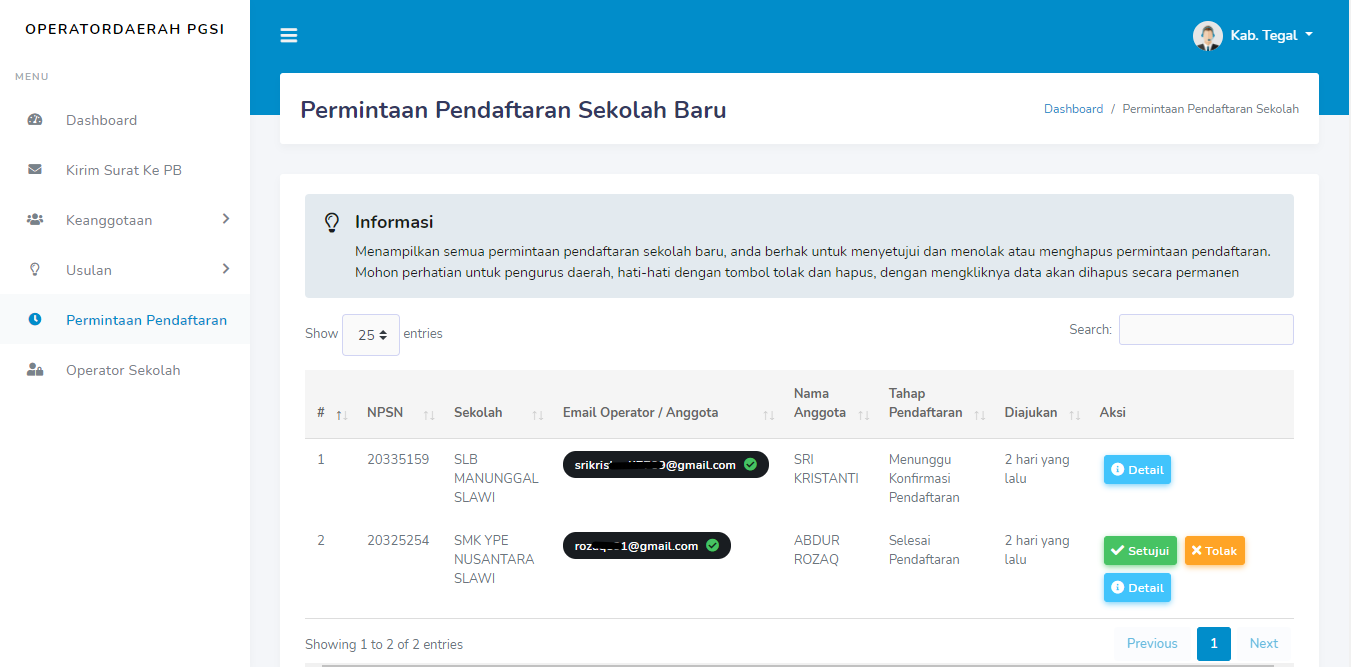 OPERATORDAERAH PGSI
Kab. Tegal
MENU
Dashboard
Kirim Surat Ke PB
Keanggotaan
Usulan
Permintaan Pendaftaran
Operator Sekolah
Permintaan Pendaftaran Sekolah Baru
Dashboard / Permintaan Pendaftaran Sekolah
Informasi
Menampilkan semua permintaan pendaftaran sekolah baru, anda berhak untuk menyetujui dan menolak atau menghapus permintaan pendaftaran.
Mohon perhatian untuk pengurus daerah, hati-hati dengan tombol tolak dan hapus, dengan mengkliknya data akan dihapus secara permanen
Show 25 entries
Search:
# NPSN Sekolah Email Operator / Anggota Nama Anggota Tahap Pendaftaran Diajukan Aksi
1 20335159 SLB MANUNGGAL SLAWI @gmail.com SRI KRISTANTI Menunggu Konfirmasi Pendaftaran 2 hari yang lalu Detail
2 20325254 SMK YPE NUSANTARA SLAWI 1@gmail.com ABDUR ROZAQ Selesai Pendaftaran 2 hari yang lalu Setujui Tolak
Detail
Showing 1 to 2 of 2 entries
Previous 1 Next